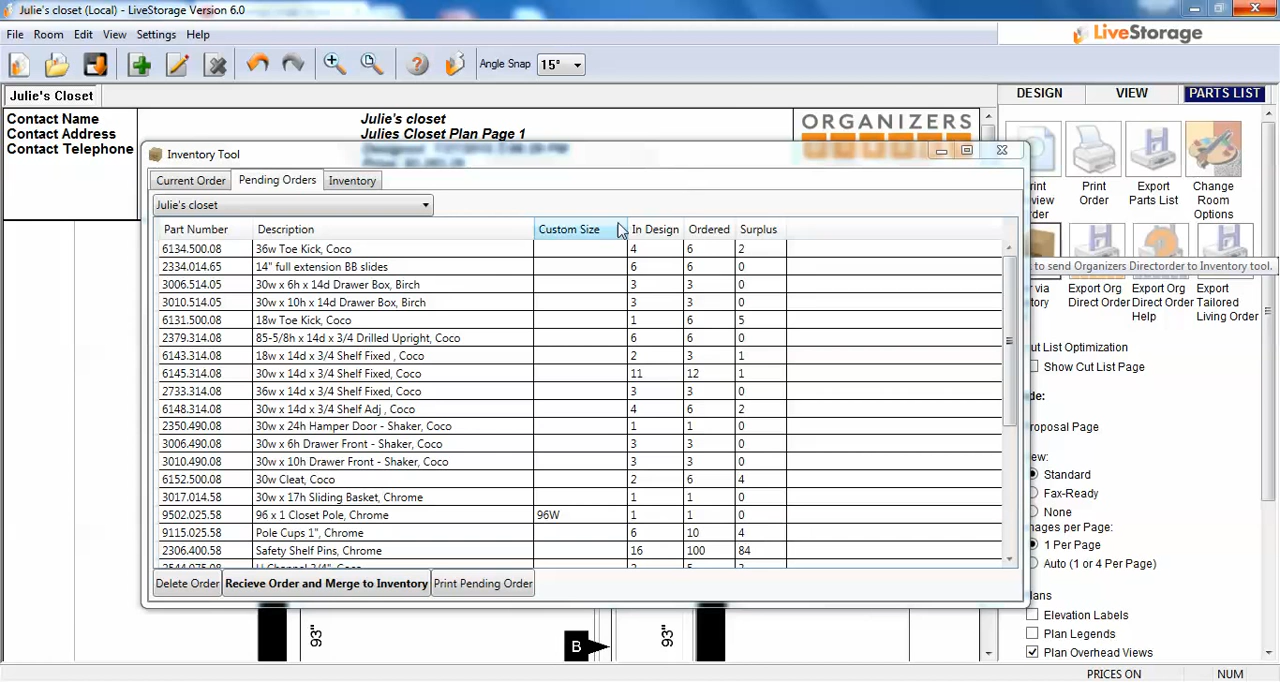 Julie's closet (Local) - LiveStorage Version 6.0
File Room Edit View Settings Help
LiveStorage
Angle Snap 15°
Julie's Closet
DESIGN VIEW PARTS LIST
Contact Name
Contact Address
Contact Telephone
Julie's closet
Julies Closet Plan Page 1
ORGANIZERS
Inventory Tool
Current Order Pending Orders Inventory
Julie's closet
Part Number Description Custom Size In Design Ordered Surplus
6134.500.08 36w Toe Kick, Coco 4 6 2
2334.014.65 14" full extension BB slides 6 6 0
3006.514.05 30w x 6h x 14d Drawer Box, Birch 3 3 0
3010.514.05 30w x 10h x 14d Drawer Box, Birch 3 3 0
6131.500.08 18w Toe Kick, Coco 1 6 5
2379.314.08 85-5/8h x 14d x 3/4 Drilled Upright, Coco 6 6 0
6143.314.08 18w x 14d x 3/4 Shelf Fixed , Coco 2 3 1
6145.314.08 30w x 14d x 3/4 Shelf Fixed, Coco 11 12 1
2733.314.08 36w x 14d x 3/4 Shelf Fixed, Coco 3 3 0
6148.314.08 30w x 14d x 3/4 Shelf Adj , Coco 4 6 2
2350.490.08 30w x 24h Hamper Door - Shaker, Coco 1 1 0
3006.490.08 30w x 6h Drawer Front - Shaker, Coco 3 3 0
3010.490.08 30w x 10h Drawer Front - Shaker, Coco 3 3 0
6152.500.08 30w Cleat, Coco 2 6 4
3017.014.58 30w x 17h Sliding Basket, Chrome 1 1 0
9502.025.58 96 x 1 Closet Pole, Chrome 96W 1 1 0
9115.025.58 Pole Cups 1", Chrome 6 10 4
2306.400.58 Safety Shelf Pins, Chrome 16 100 84
Delete Order Recieve Order and Merge to Inventory Print Pending Order
93" B 93"
Print Order
Export Parts List
Change Room Options
to send Organizers Directorder to Inventory tool.
via
Export Org Direct Order
Export Org Direct Order Help
Export Tailored Living Order
Cut List Optimization
Show Cut List Page
Proposal Page
Standard
Fax-Ready
None
1 Per Page
Auto (1 or 4 Per Page)
Elevation Labels
Plan Legends
Plan Overhead Views
PRICES ON NUM